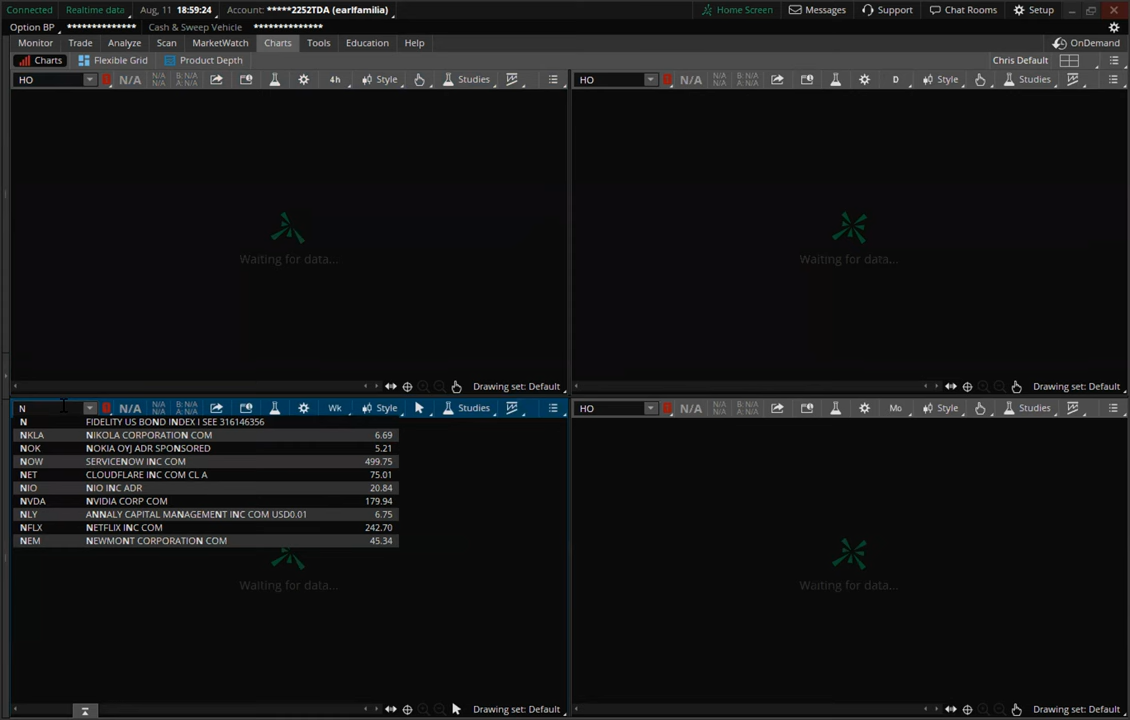 Connected Realtime data Aug, 11 18:59:24 Account: *****2252TDA (earlfamilia) Home Screen Messages Support Chat Rooms Setup
Option BP ************** Cash & Sweep Vehicle **************
Monitor Trade Analyze Scan MarketWatch Charts Tools Education Help OnDemand
Charts Flexible Grid Product Depth Chris Default
HO N/A N/A N/A B: N/A A: N/A 4h Style Studies
HO N/A N/A N/A B: N/A A: N/A D Style Studies
Waiting for data...
Waiting for data...
Drawing set: Default
Drawing set: Default
N N/A N/A N/A B: N/A A: N/A Wk Style Studies
HO N/A N/A N/A B: N/A A: N/A Mo Style Studies
N FIDELITY US BOND INDEX I SEE 316146356
NKLA NIKOLA CORPORATION COM 6.69
NOK NOKIA OYJ ADR SPONSORED 5.21
NOW SERVICENOW INC COM 499.75
NET CLOUDFLARE INC COM CL A 75.01
NIO NIO INC ADR 20.84
NVDA NVIDIA CORP COM 179.94
NLY ANNALY CAPITAL MANAGEMENT INC COM USD0.01 6.75
NFLX NETFLIX INC COM 242.70
NEM NEWMONT CORPORATION COM 45.34
Waiting for data...
Waiting for data...
Drawing set: Default
Drawing set: Default